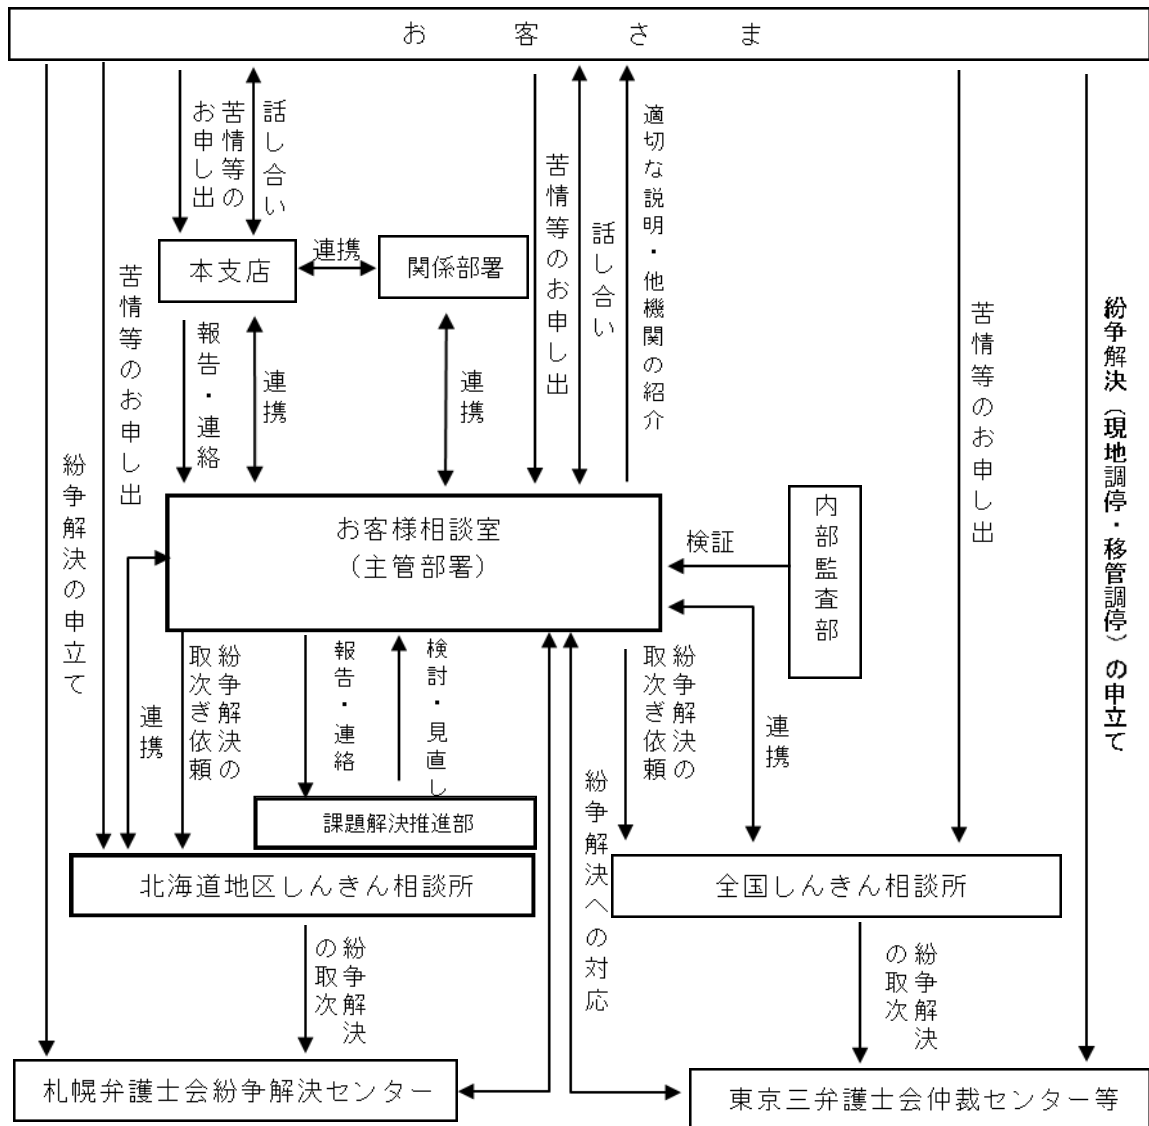 お客さま
お申し出
苦情等の
話し合い
本支店
連携
関係部署
苦情等のお申し出
話し合い
適切な説明・他機関の紹介
苦情等のお申し出
紛争解決の申立て
報告・連絡
連携
連携
苦情等のお申し出
紛争解決（現地調停・移管調停）の申立て
お客様相談室
（主管部署）
検証
内部監査部
連携
取次ぎ依頼
紛争解決の
報告・連絡
検討・見直し
取次ぎ依頼
紛争解決の
連携
紛争解決への対応
課題解決推進部
北海道地区しんきん相談所
全国しんきん相談所
の取次
紛争解決
の取次
紛争解決
札幌弁護士会紛争解決センター
東京三弁護士会仲裁センター等